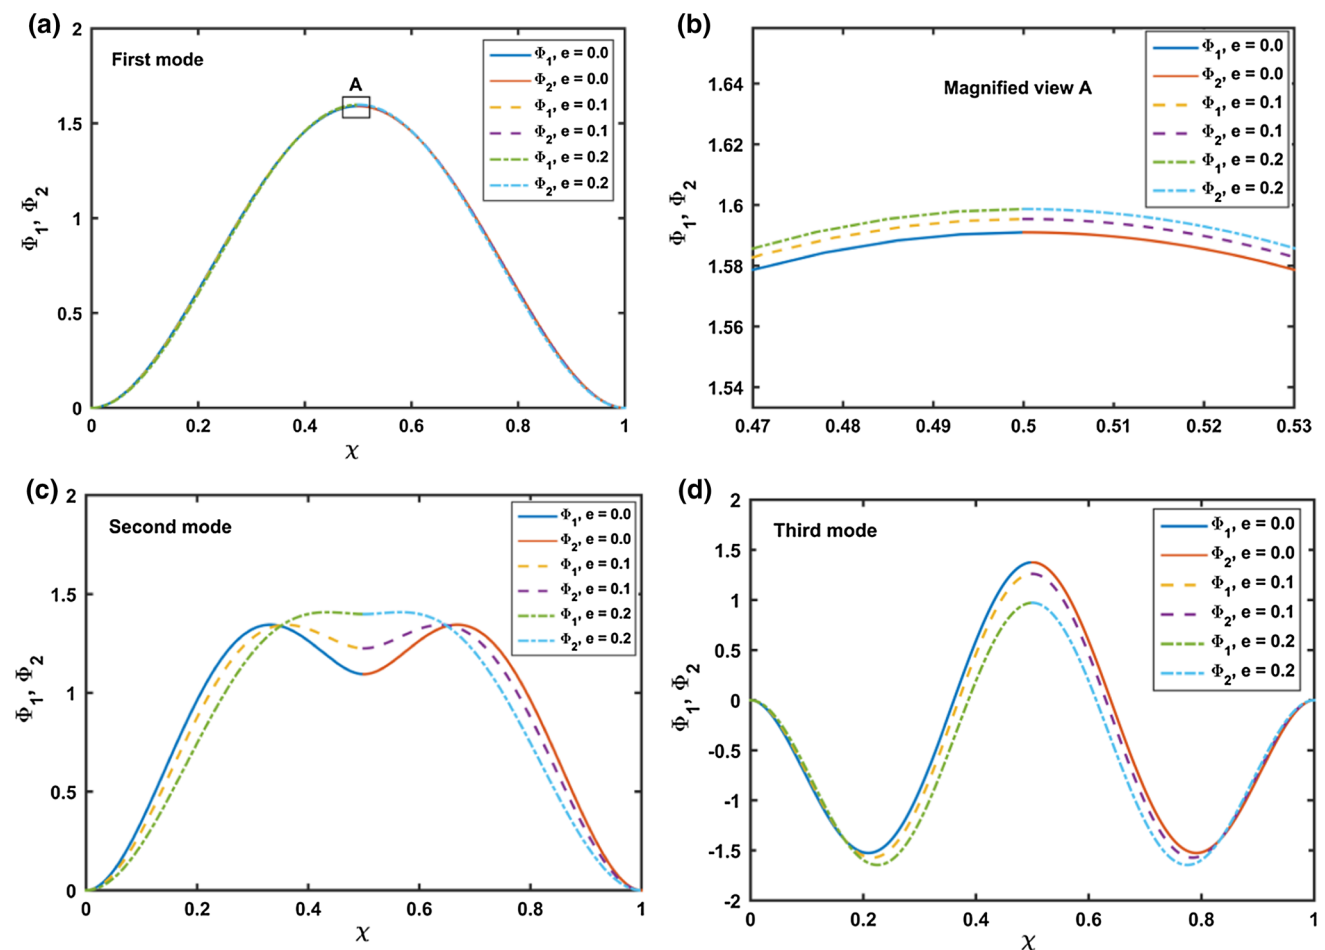 (a)
2
1.5
1
0.5
0
Φ1, Φ2
First mode
A
Φ1, e = 0.0
Φ2, e = 0.0
Φ1, e = 0.1
Φ2, e = 0.1
Φ1, e = 0.2
Φ2, e = 0.2
0 0.2 0.4 0.6 0.8 1
χ
(b)
1.64
1.62
1.6
1.58
1.56
1.54
Φ1, Φ2
Magnified view A
Φ1, e = 0.0
Φ2, e = 0.0
Φ1, e = 0.1
Φ2, e = 0.1
Φ1, e = 0.2
Φ2, e = 0.2
0.47 0.48 0.49 0.5 0.51 0.52 0.53
(c)
2
1.5
1
0.5
0
Φ1, Φ2
Second mode
Φ1, e = 0.0
Φ2, e = 0.0
Φ1, e = 0.1
Φ2, e = 0.1
Φ1, e = 0.2
Φ2, e = 0.2
0 0.2 0.4 0.6 0.8 1
χ
(d)
2
1.5
1
0.5
0
-0.5
-1
-1.5
-2
Φ1, Φ2
Third mode
Φ1, e = 0.0
Φ2, e = 0.0
Φ1, e = 0.1
Φ2, e = 0.1
Φ1, e = 0.2
Φ2, e = 0.2
0 0.2 0.4 0.6 0.8 1
χ